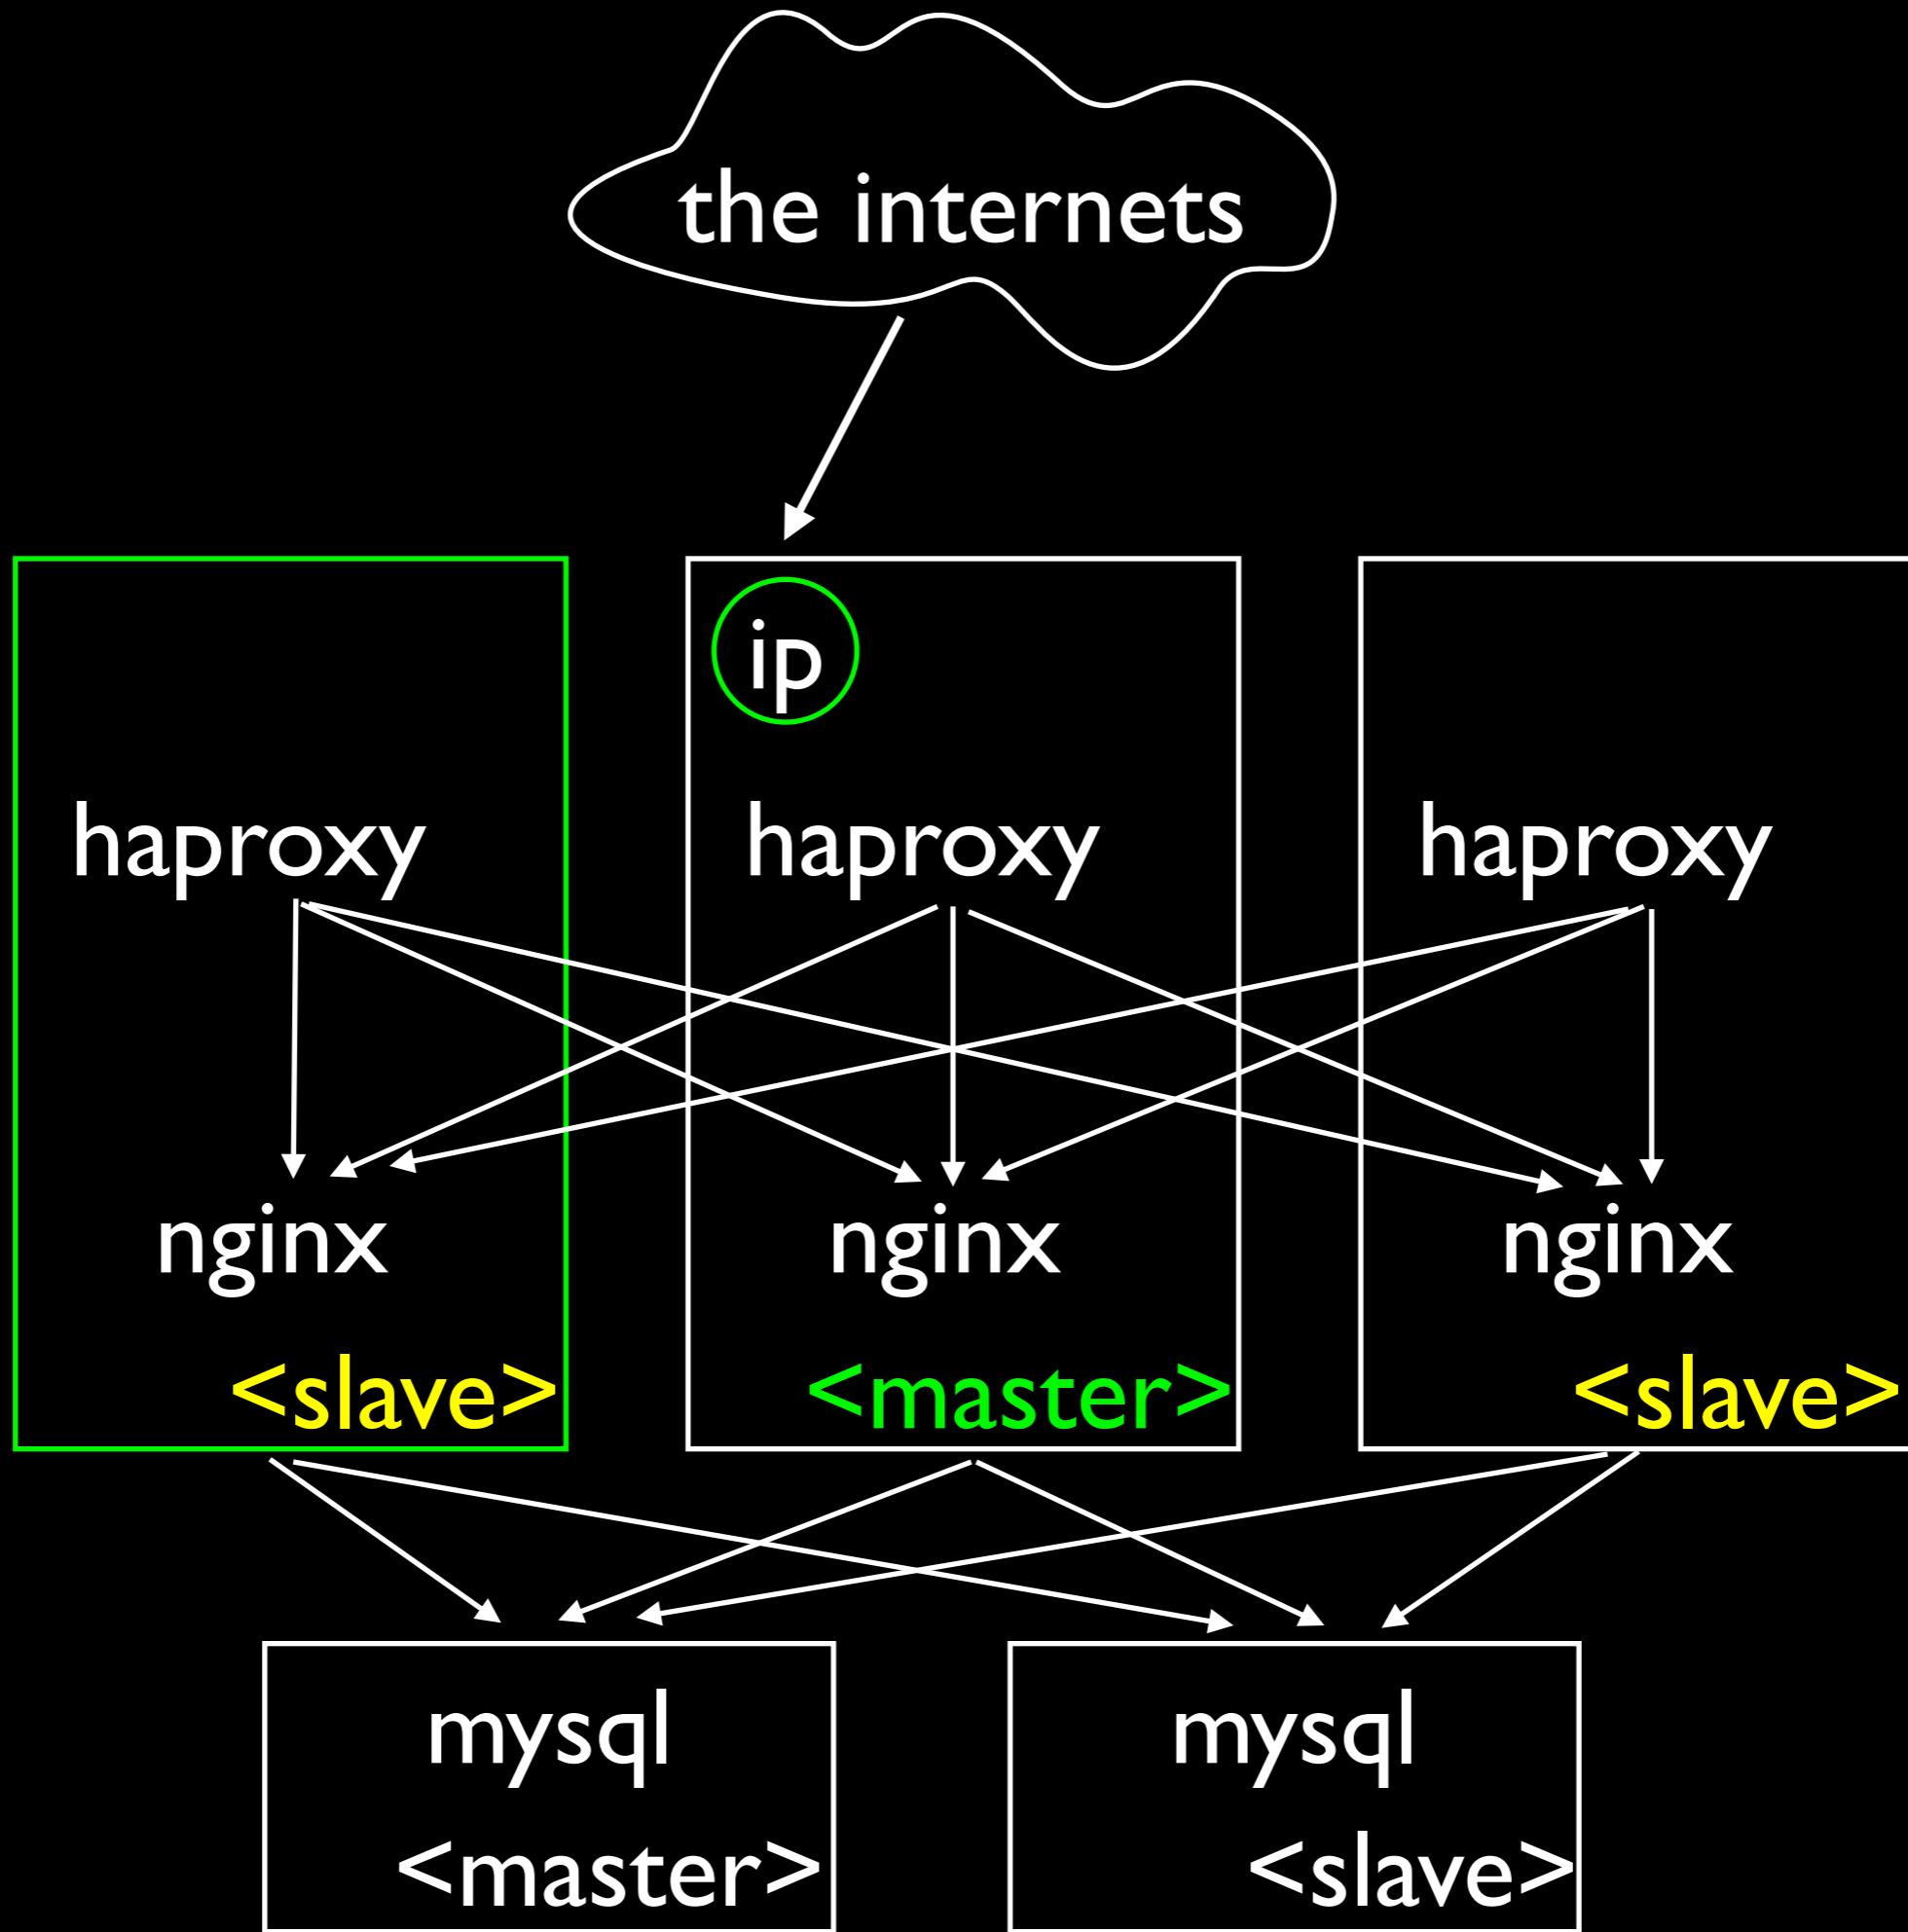 the internets
ip
haproxy haproxy haproxy
nginx nginx nginx
<slave> <master> <slave>
mysql mysql
<master> <slave>